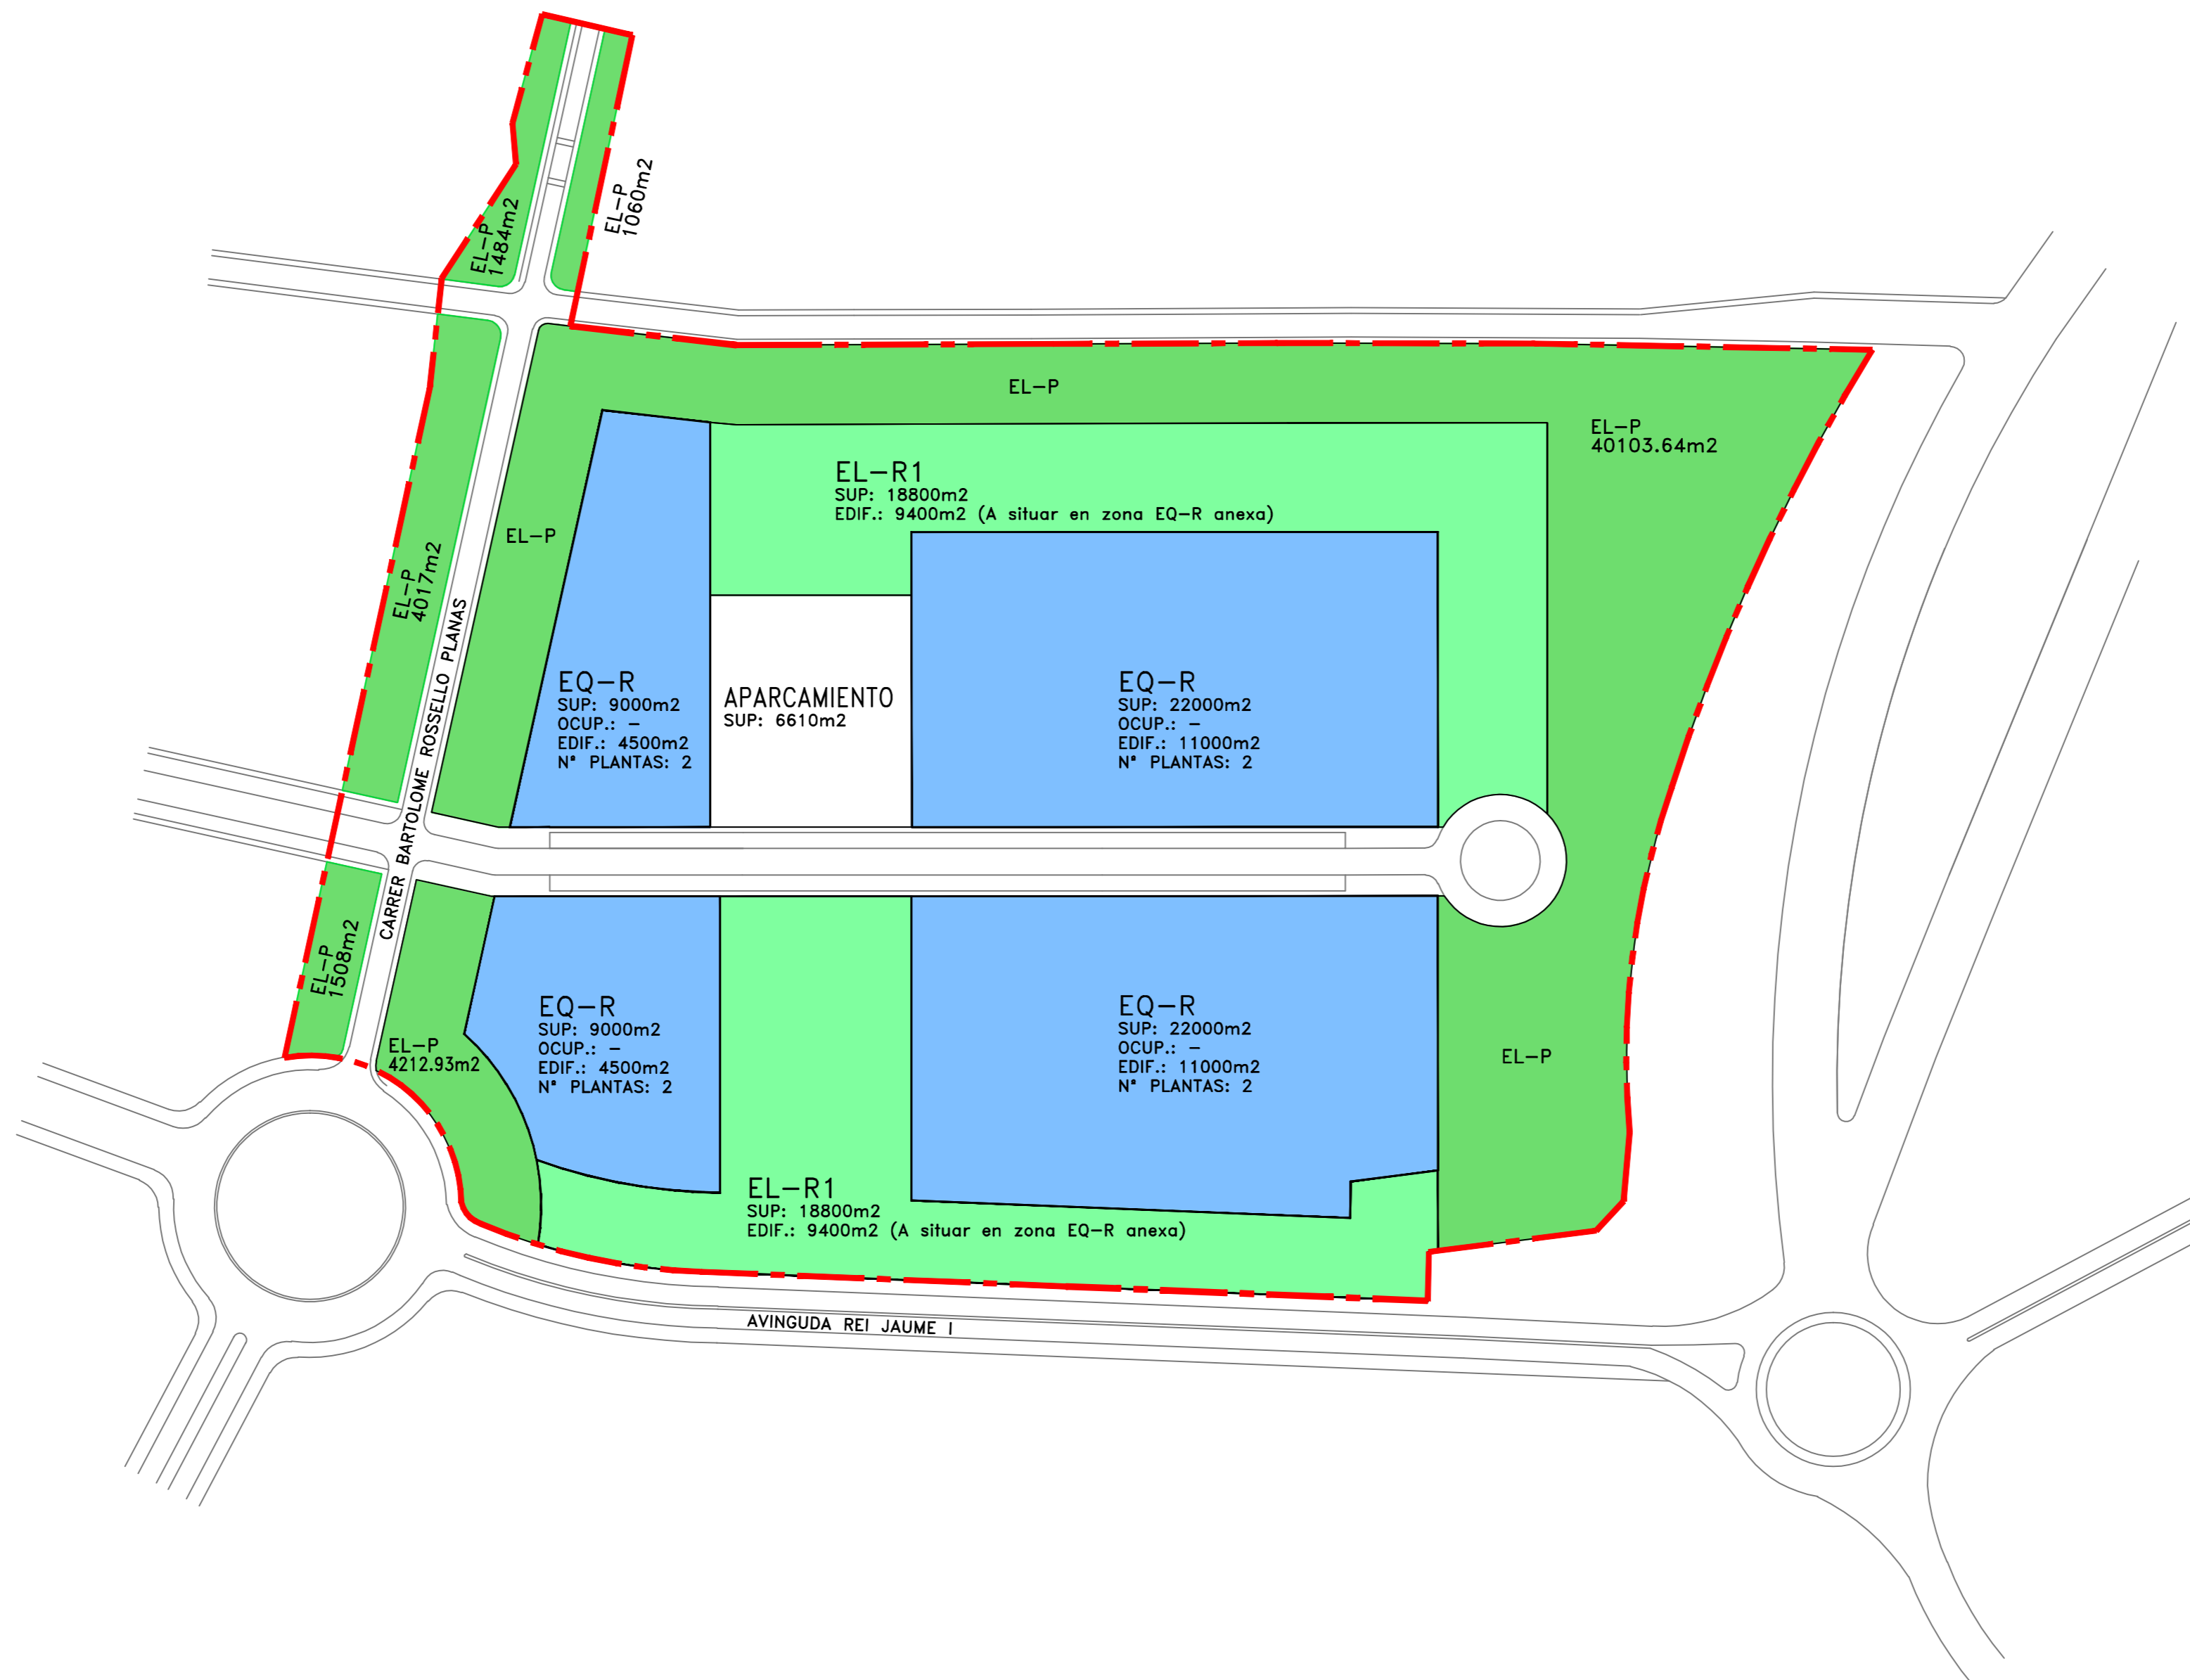 EL-P
1060m2
EL-P
1484m2
EL-P
EL-P
40103.64m2
EL-R1
SUP: 18800m2
EDIF.: 9400m2 (A situar en zona EQ-R anexa)
EL-P
EL-P
4017m2
CARRER BARTOLOME ROSSELLO PLANAS
EQ-R
SUP: 9000m2
OCUP.: -
EDIF.: 4500m2
Nº PLANTAS: 2
APARCAMIENTO
SUP: 6610m2
EQ-R
SUP: 22000m2
OCUP.: -
EDIF.: 11000m2
Nº PLANTAS: 2
EL-P
1508m2
EL-P
4212.93m2
EQ-R
SUP: 9000m2
OCUP.: -
EDIF.: 4500m2
Nº PLANTAS: 2
EQ-R
SUP: 22000m2
OCUP.: -
EDIF.: 11000m2
Nº PLANTAS: 2
EL-P
EL-R1
SUP: 18800m2
EDIF.: 9400m2 (A situar en zona EQ-R anexa)
AVINGUDA REI JAUME I